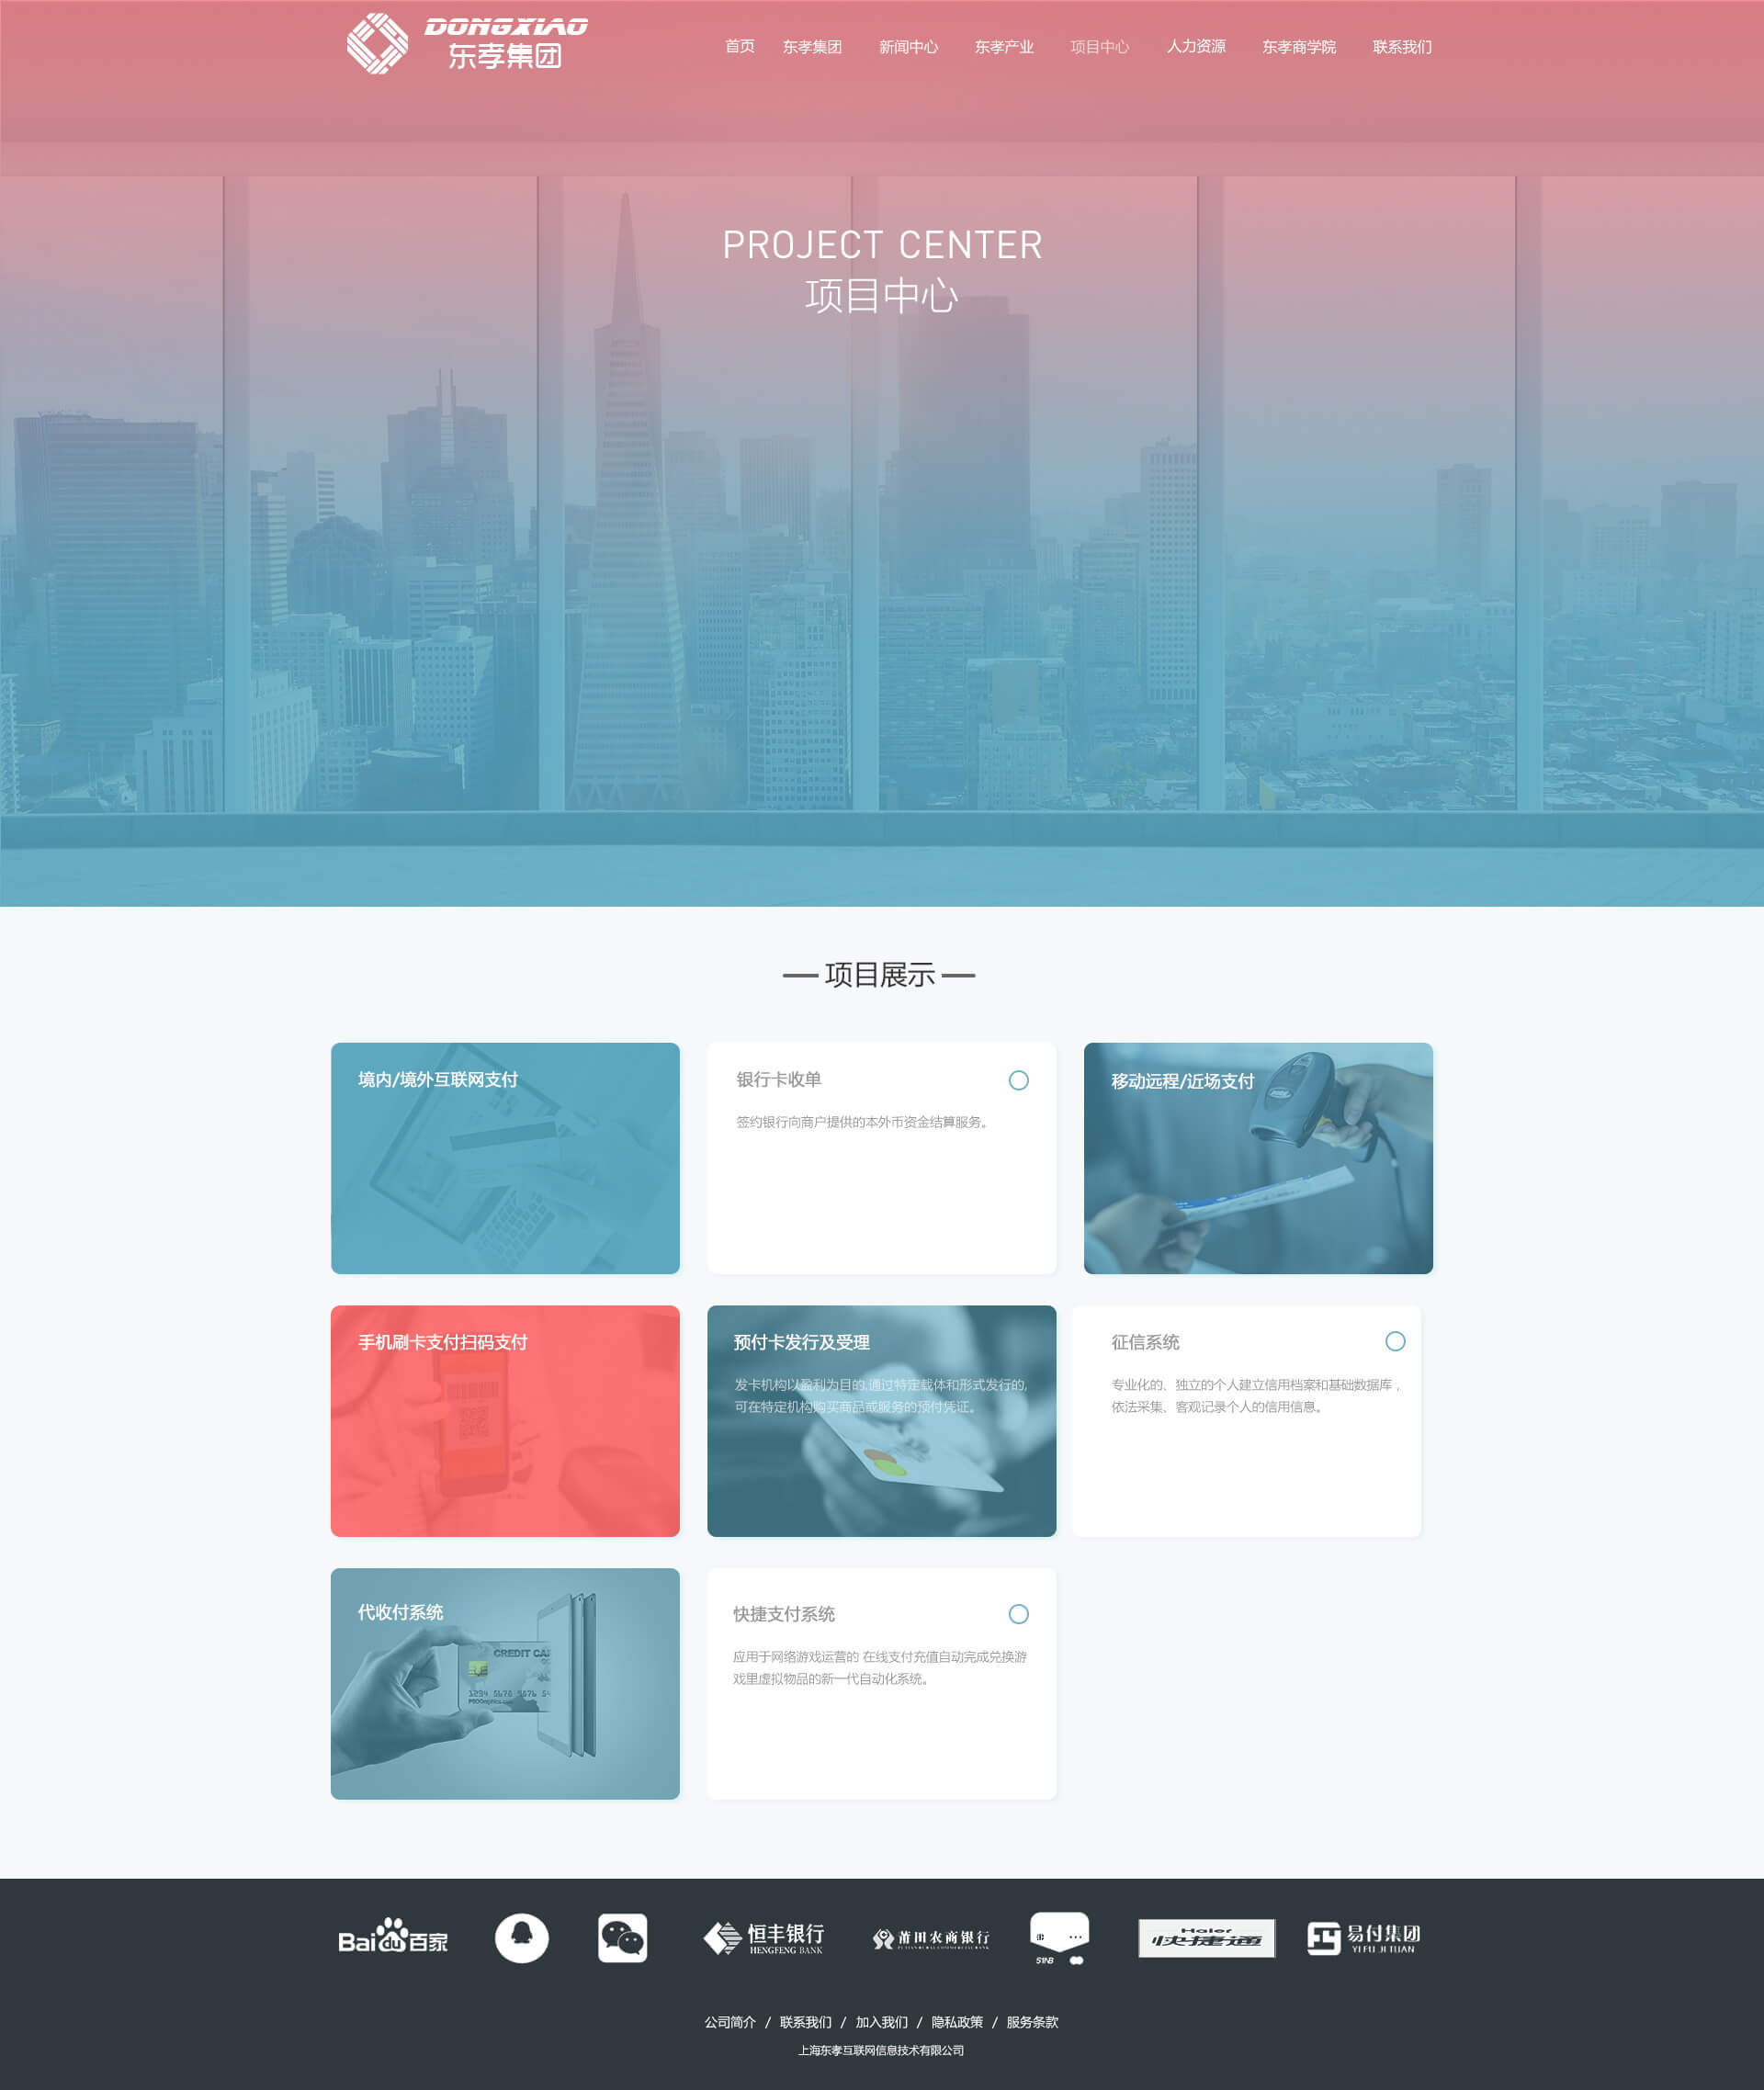 DONGXIAO
东孝集团
首页 东孝集团 新闻中心 东孝产业 项目中心 人力资源 东孝商学院 联系我们
PROJECT CENTER
项目中心
项目展示
境内/境外互联网支付
银行卡收单
签约银行向商户提供的本外币资金结算服务。
移动远程/近场支付
手机刷卡支付扫码支付
预付卡发行及受理
发卡机构以盈利为目的,通过特定载体和形式发行的,
可在特定机构购买商品或服务的预付凭证。
征信系统
专业化的、独立的个人建立信用档案和基础数据库，
依法采集、客观记录个人的信用信息。
代收付系统
CREDIT CA
快捷支付系统
应用于网络游戏运营的 在线支付充值自动完成兑换游
戏里虚拟物品的新一代自动化系统。
Bai du 百家
恒丰银行
HENGFENG BANK
莆田农商银行
Haier
快捷通
易付集团
YI FU JI TUAN
公司简介 / 联系我们 / 加入我们 / 隐私政策 / 服务条款
上海东孝互联网信息技术有限公司